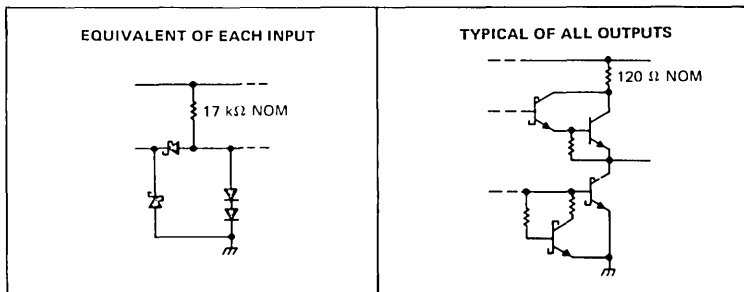 EQUIVALENT OF EACH INPUT
17 kΩ NOM
TYPICAL OF ALL OUTPUTS
120 Ω NOM